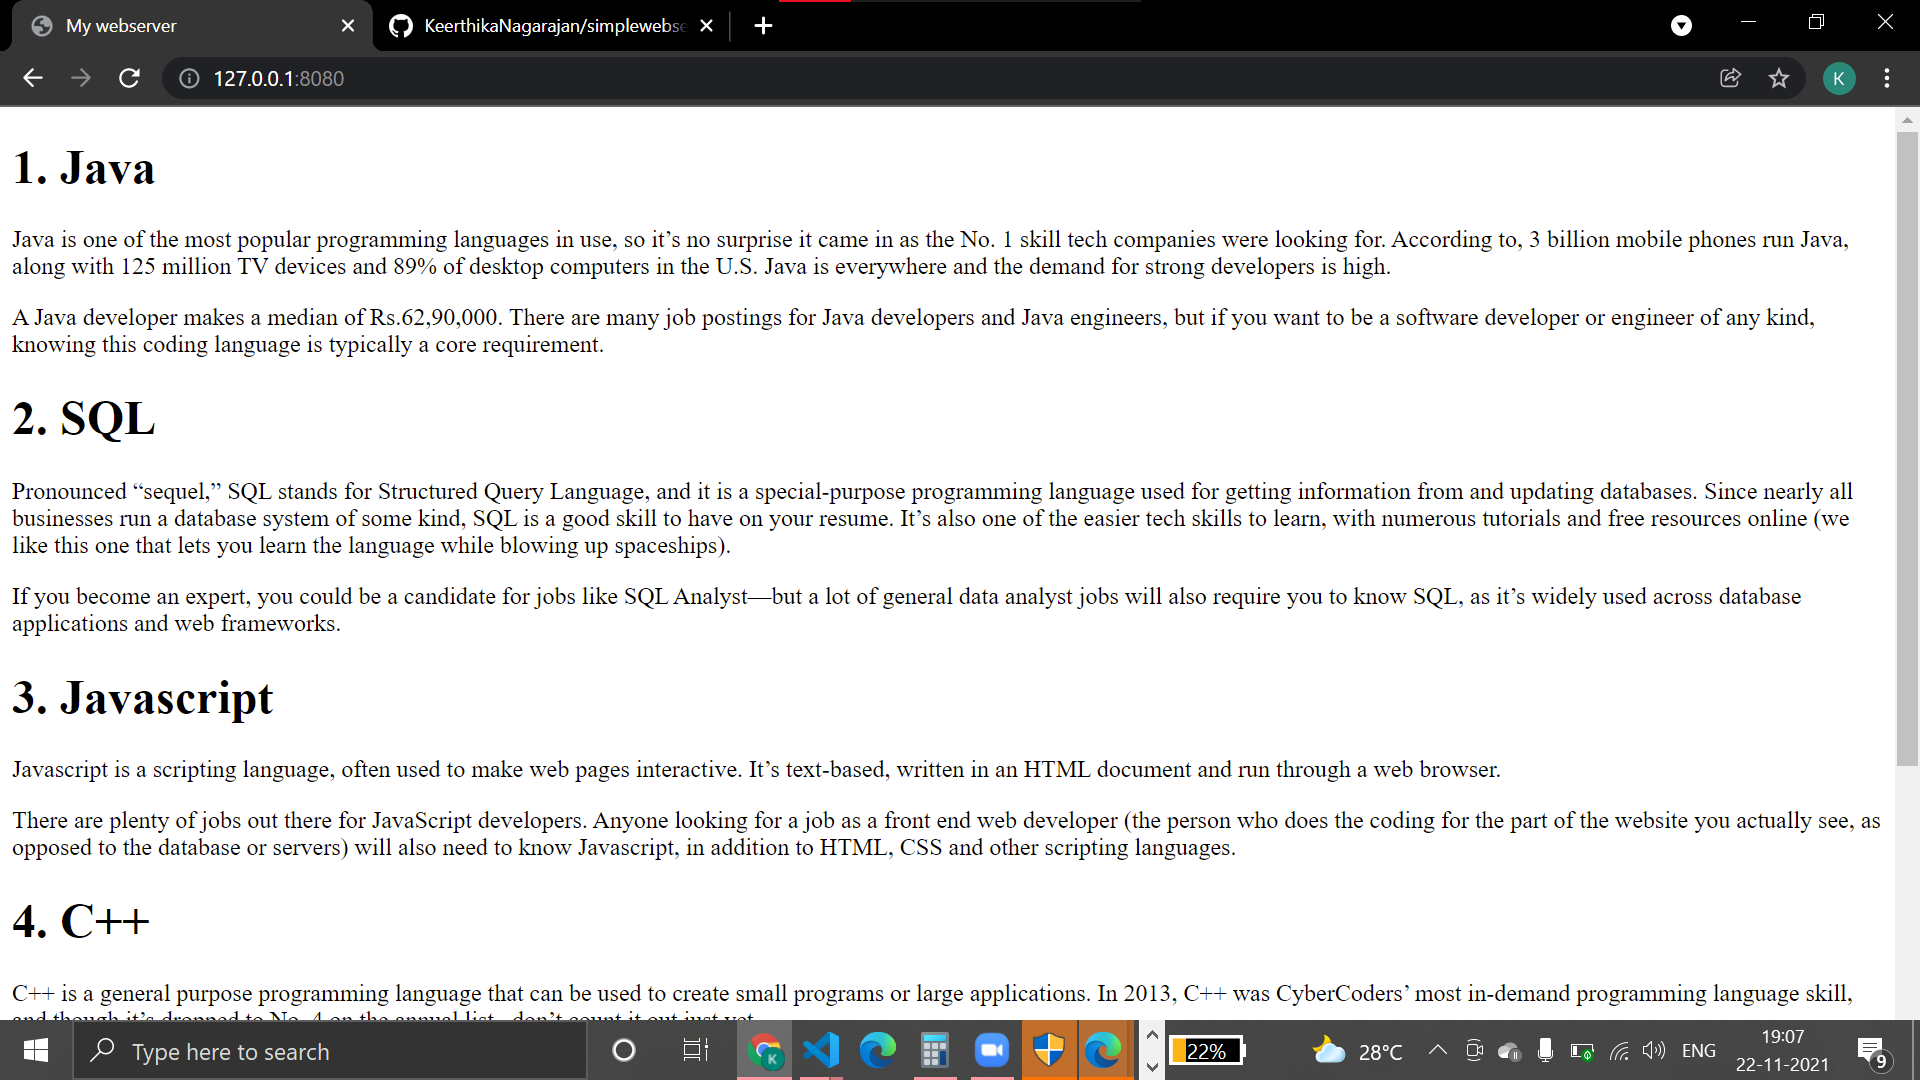 My webserver
KeerthikaNagarajan/simplewebse
127.0.0.1:8080
K
1. Java
Java is one of the most popular programming languages in use, so it’s no surprise it came in as the No. 1 skill tech companies were looking for. According to, 3 billion mobile phones run Java,
along with 125 million TV devices and 89% of desktop computers in the U.S. Java is everywhere and the demand for strong developers is high.
A Java developer makes a median of Rs.62,90,000. There are many job postings for Java developers and Java engineers, but if you want to be a software developer or engineer of any kind,
knowing this coding language is typically a core requirement.
2. SQL
Pronounced “sequel,” SQL stands for Structured Query Language, and it is a special-purpose programming language used for getting information from and updating databases. Since nearly all
businesses run a database system of some kind, SQL is a good skill to have on your resume. It’s also one of the easier tech skills to learn, with numerous tutorials and free resources online (we
like this one that lets you learn the language while blowing up spaceships).
If you become an expert, you could be a candidate for jobs like SQL Analyst—but a lot of general data analyst jobs will also require you to know SQL, as it’s widely used across database
applications and web frameworks.
3. Javascript
Javascript is a scripting language, often used to make web pages interactive. It’s text-based, written in an HTML document and run through a web browser.
There are plenty of jobs out there for JavaScript developers. Anyone looking for a job as a front end web developer (the person who does the coding for the part of the website you actually see, as
opposed to the database or servers) will also need to know Javascript, in addition to HTML, CSS and other scripting languages.
4. C++
C++ is a general purpose programming language that can be used to create small programs or large applications. In 2013, C++ was CyberCoders’ most in-demand programming language skill,
and though it’s dropped to No. 4 on the annual list, don’t count it out just yet.
Type here to search
K
22%
28°C
ENG
19:07
22-11-2021
9